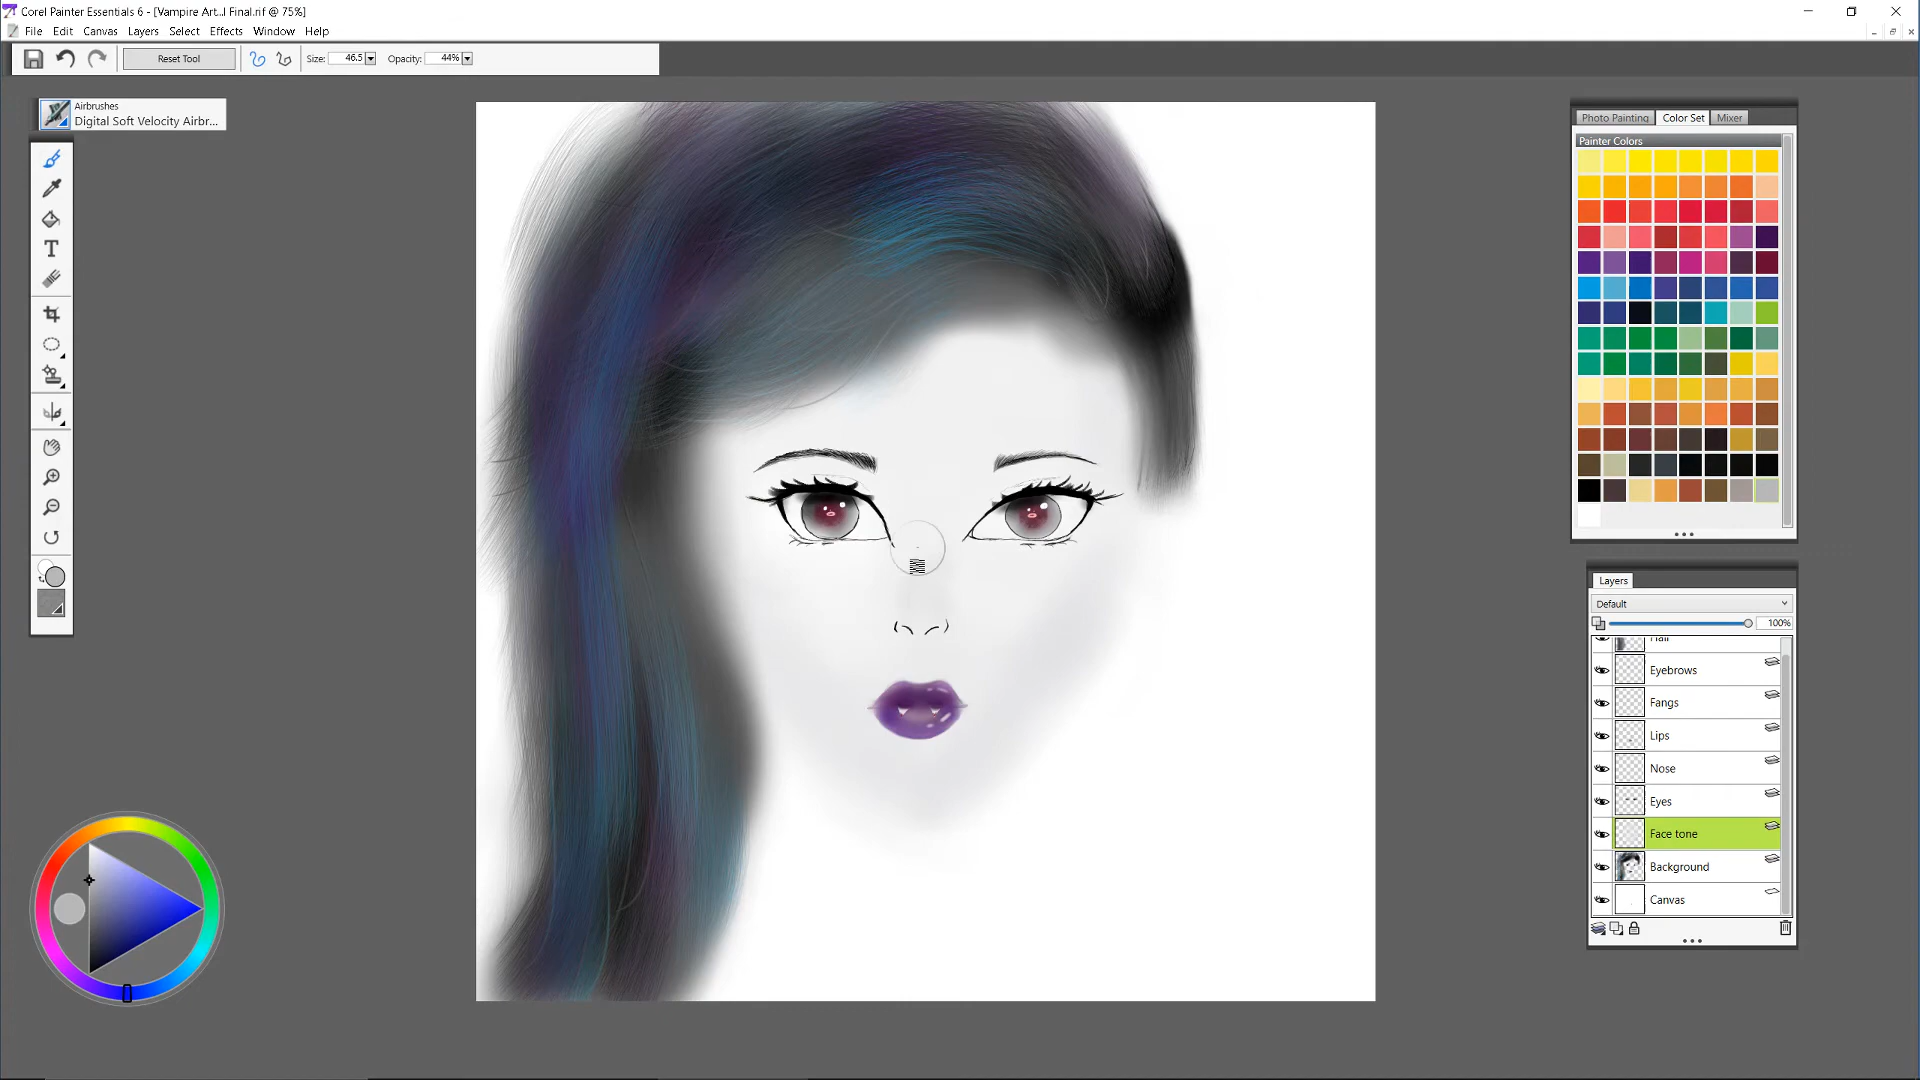 Corel Painter Essentials 6 - [Vampire Art...l Final.rif @ 75%]
File Edit Canvas Layers Select Effects Window Help
Reset Tool Size: 46.5 Opacity: 44%
Airbrushes
Digital Soft Velocity Airbr...
T
Photo Painting Color Set Mixer
Painter Colors
Layers
Default
100%
Hair
Eyebrows
Fangs
Lips
Nose
Eyes
Face tone
Background
Canvas